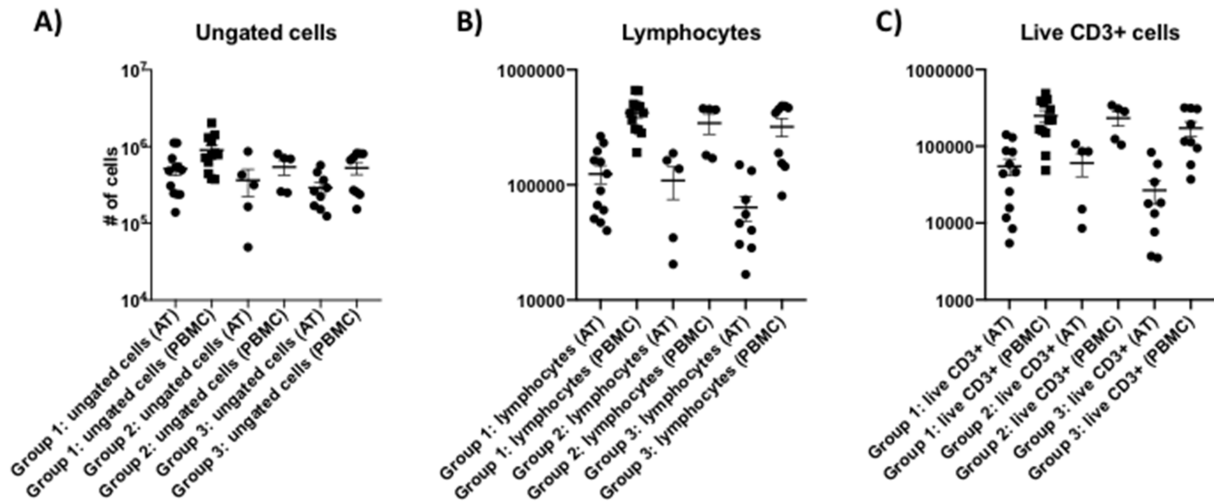 A)
Ungated cells
# of cells
10⁷
10⁶
10⁵
10⁴
Group 1: ungated cells (AT)
Group 1: ungated cells (PBMC)
Group 2: ungated cells (AT)
Group 2: ungated cells (PBMC)
Group 3: ungated cells (AT)
Group 3: ungated cells (PBMC)
B)
Lymphocytes
1000000
100000
10000
Group 1: lymphocytes (AT)
Group 1: lymphocytes (PBMC)
Group 2: lymphocytes (AT)
Group 2: lymphocytes (PBMC)
Group 3: lymphocytes (AT)
Group 3: lymphocytes (PBMC)
C)
Live CD3+ cells
1000000
100000
10000
1000
Group 1: live CD3+ (AT)
Group 1: live CD3+ (PBMC)
Group 2: live CD3+ (AT)
Group 2: live CD3+ (PBMC)
Group 3: live CD3+ (AT)
Group 3: live CD3+ (PBMC)